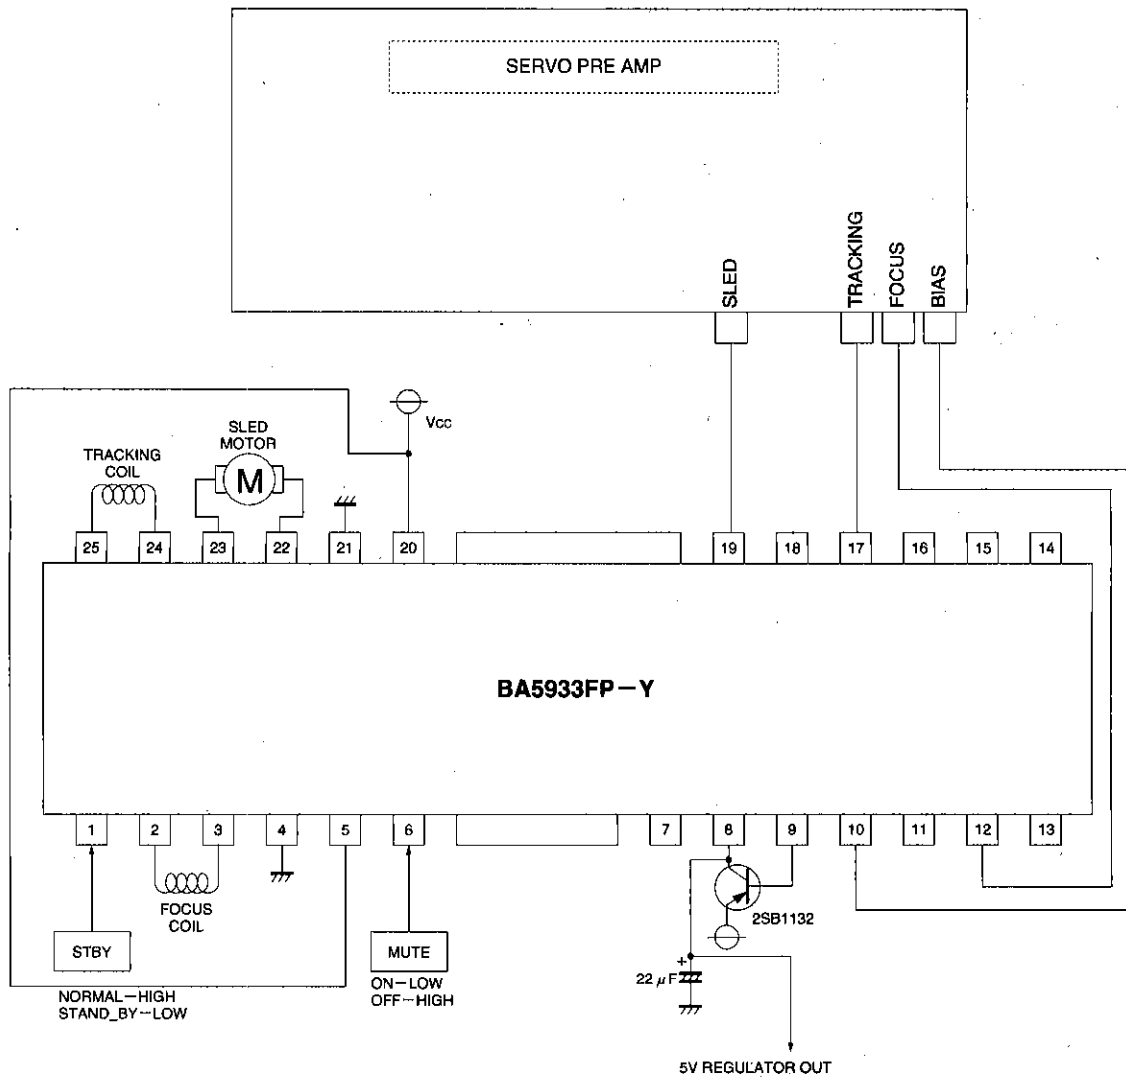 SERVO PRE AMP
SLED
TRACKING
FOCUS
BIAS
Vcc
SLED
MOTOR
M
TRACKING
COIL
25 24 23 22 21 20 19 18 17 16 15 14
BA5933FP-Y
1 2 3 4 5 6 7 8 9 10 11 12 13
FOCUS
COIL
2SB1132
STBY
MUTE
NORMAL-HIGH
STAND_BY-LOW
ON-LOW
OFF-HIGH
+
22 μF
5V REGULATOR OUT